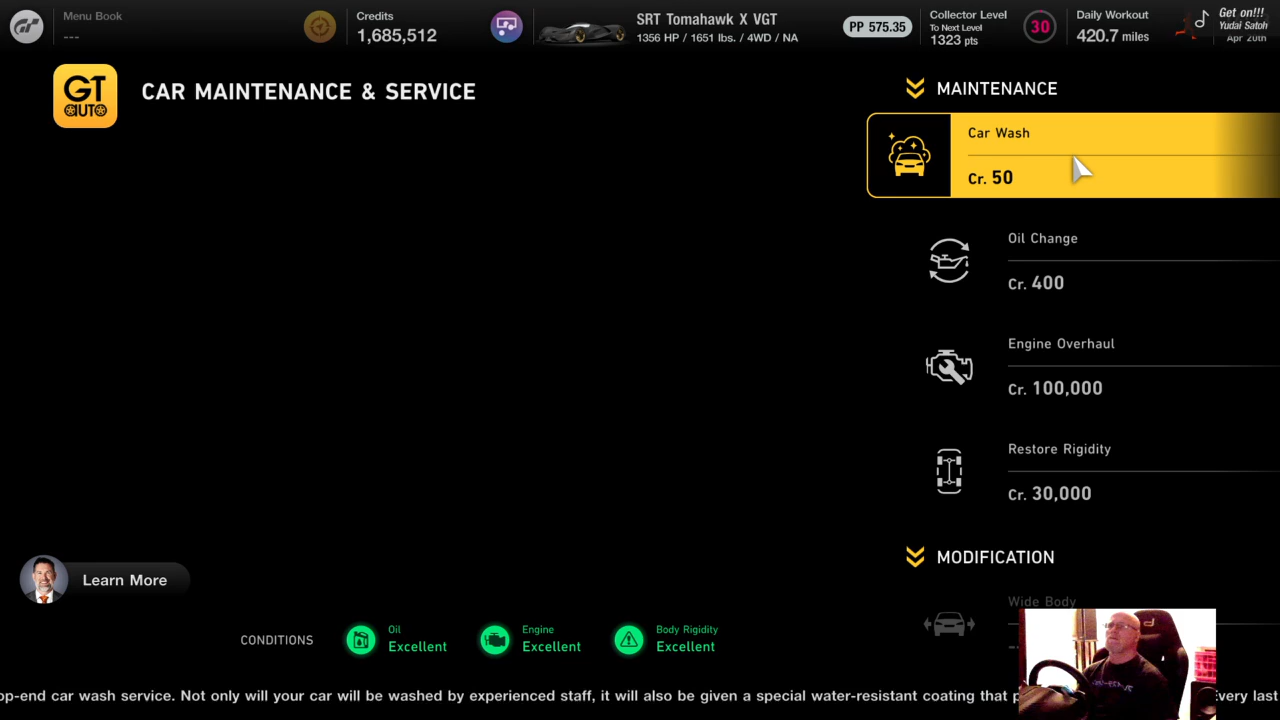 GT
Menu Book
---
Credits
1,685,512
SRT Tomahawk X VGT
1356 HP / 1651 lbs. / 4WD / NA
PP 575.35
Collector Level
To Next Level
1323 pts
30
Daily Workout
420.7 miles
Get on!!!
Yudai Satoh
Apr 20th
GT
AUTO
CAR MAINTENANCE & SERVICE
MAINTENANCE
Car Wash
Cr. 50
Oil Change
Cr. 400
Engine Overhaul
Cr. 100,000
Restore Rigidity
Cr. 30,000
MODIFICATION
Wide Body
Learn More
CONDITIONS
Oil
Excellent
Engine
Excellent
Body Rigidity
Excellent
op-end car wash service. Not only will your car will be washed by experienced staff, it will also be given a special water-resistant coating that p very last